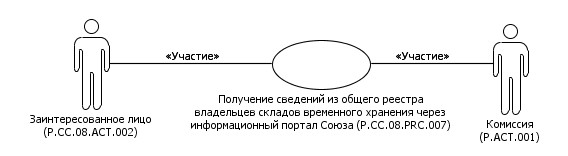 «Участие»
«Участие»
Заинтересованное лицо
(P.CC.08.ACT.002)
Получение сведений из общего реестра
владельцев складов временного хранения через
информационный портал Союза (P.CC.08.PRC.007)
Комиссия
(P.ACT.001)